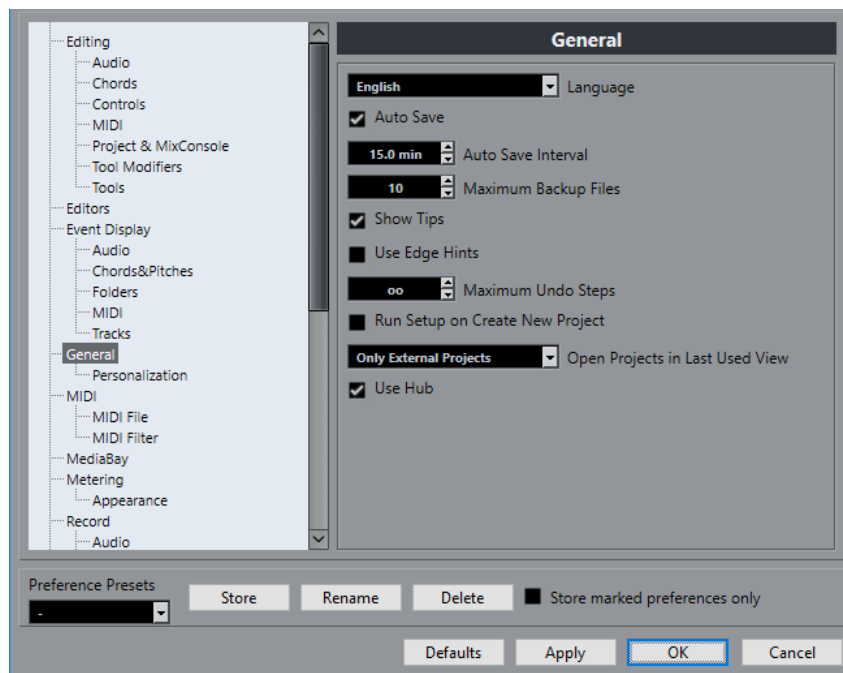 Editing
Audio
Chords
Controls
MIDI
Project & MixConsole
Tool Modifiers
Tools
Editors
Event Display
Audio
Chords&Pitches
Folders
MIDI
Tracks
General
Personalization
MIDI
MIDI File
MIDI Filter
MediaBay
Metering
Appearance
Record
Audio
General
English Language
Auto Save
15.0 min Auto Save Interval
10 Maximum Backup Files
Show Tips
Use Edge Hints
oo Maximum Undo Steps
Run Setup on Create New Project
Only External Projects Open Projects in Last Used View
Use Hub
Preference Presets
-
Store Rename Delete Store marked preferences only
Defaults Apply OK Cancel